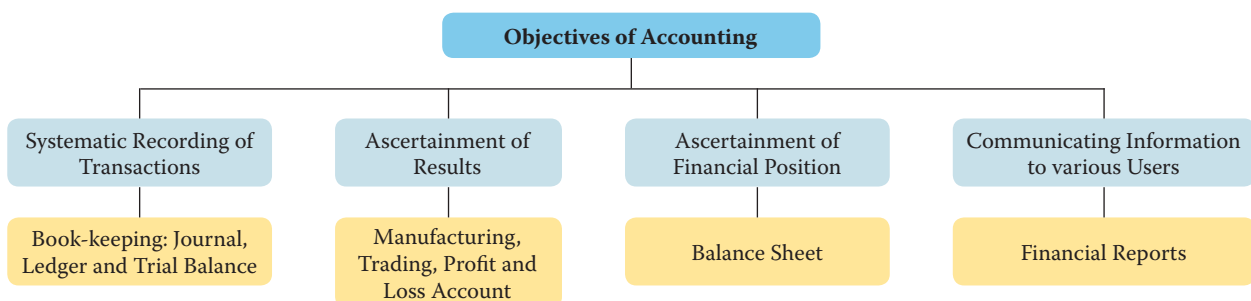 Objectives of Accounting
Systematic Recording of
Transactions
Ascertainment of
Results
Ascertainment of
Financial Position
Communicating Information
to various Users
Book-keeping: Journal,
Ledger and Trial Balance
Manufacturing,
Trading, Profit and
Loss Account
Balance Sheet
Financial Reports